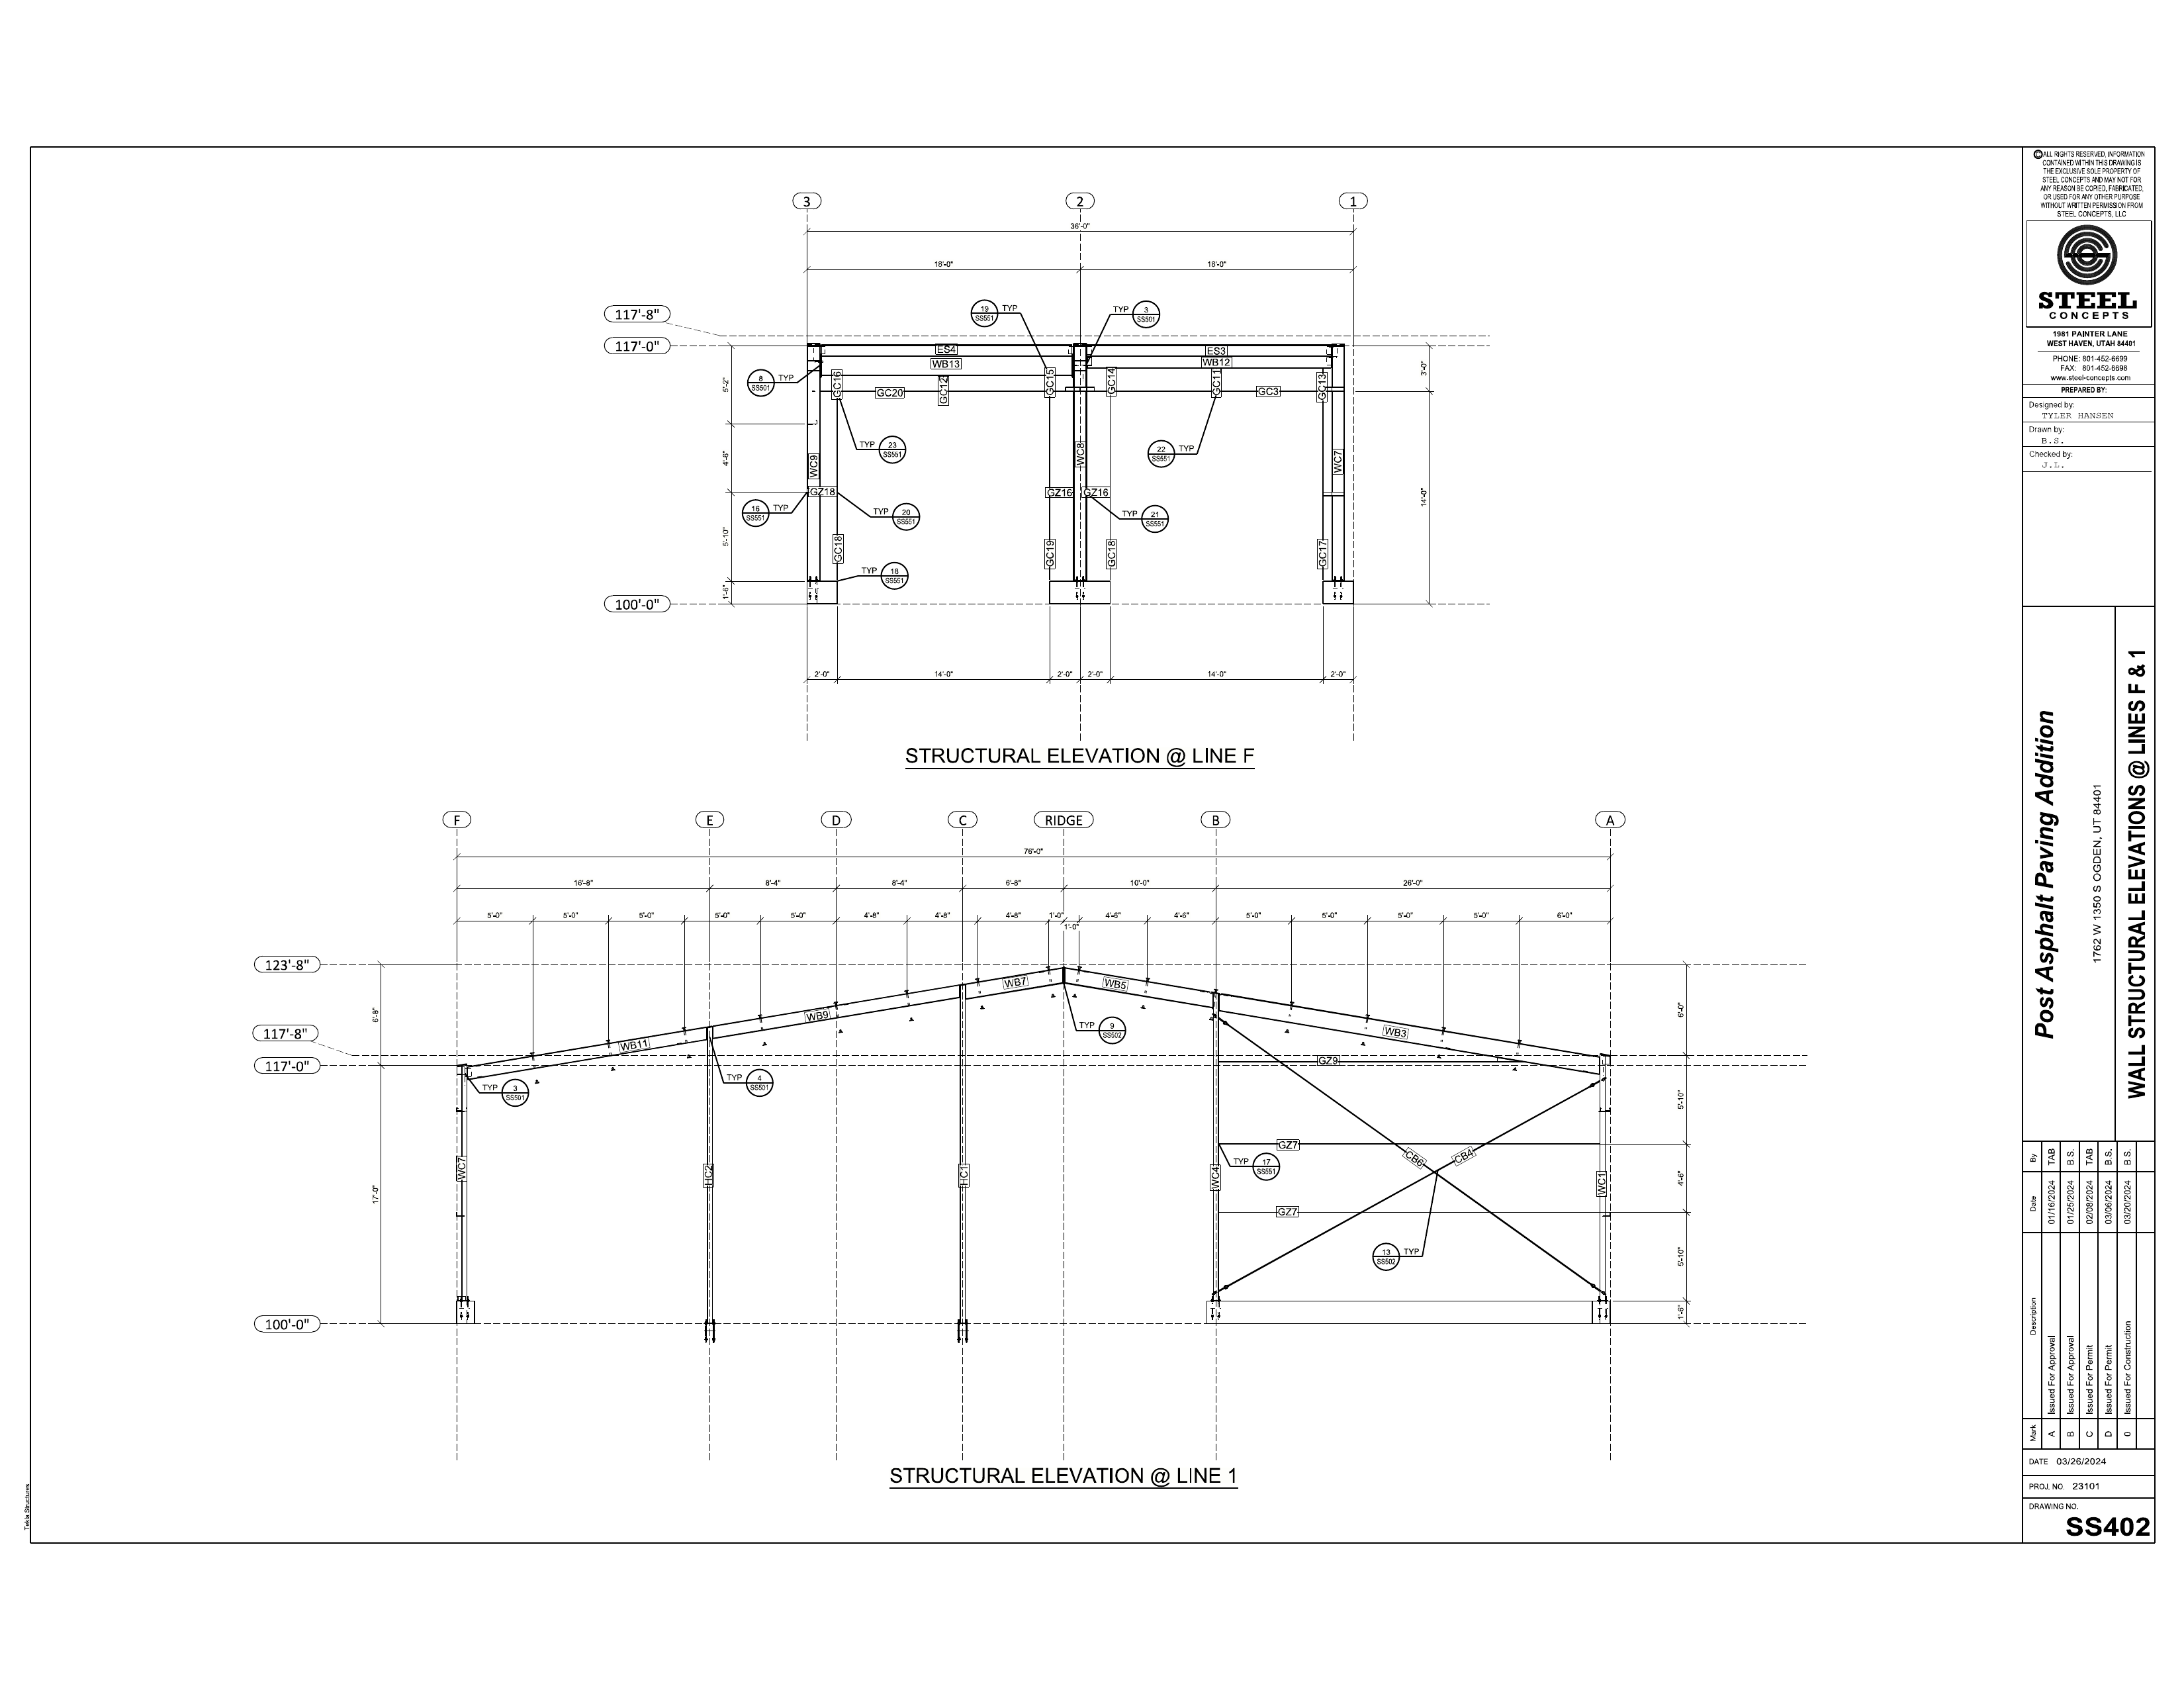 3
2
1
36'-0"
18'-0"
18'-0"
19
SS551
TYP
TYP
3
SS501
117'-8"
117'-0"
ES4
ES3
WB13
WB12
8
SS501
TYP
GC16
GC12
GC15
GC14
GC11
GC13
GC20
GC3
5'-2"
3'-0"
TYP
23
SS551
22
SS551
TYP
WC9
WC8
WC7
4'-6"
GZ18
GZ16
GZ16
14'-0"
16
SS551
TYP
TYP
20
SS551
TYP
21
SS551
5'-10"
GC18
GC19
GC18
GC17
TYP
18
SS551
1'-6"
100'-0"
2'-0"
14'-0"
2'-0"
2'-0"
14'-0"
2'-0"
STRUCTURAL ELEVATION @ LINE F
F
E
D
C
RIDGE
B
A
76'-0"
16'-8"
8'-4"
8'-4"
6'-8"
10'-0"
26'-0"
5'-0"
5'-0"
5'-0"
5'-0"
5'-0"
4'-8"
4'-8"
4'-8"
1'-0"
1'-0"
4'-6"
4'-6"
5'-0"
5'-0"
5'-0"
5'-0"
6'-0"
123'-8"
117'-8"
117'-0"
6'-8"
WB11
WB9
WB7
WB5
WB3
6'-0"
TYP
9
SS502
TYP
3
SS501
TYP
4
SS501
GZ9
5'-10"
GZ7
TYP
17
SS551
CB6
CB4
WC7
HC2
HC1
WC4
WC1
17'-0"
4'-6"
GZ7
13
SS502
TYP
5'-10"
1'-6"
100'-0"
STRUCTURAL ELEVATION @ LINE 1
Tekla Structures
© ALL RIGHTS RESERVED, INFORMATION
CONTAINED WITHIN THIS DRAWING IS
THE EXCLUSIVE SOLE PROPERTY OF
STEEL CONCEPTS AND MAY NOT FOR
ANY REASON BE COPIED, FABRICATED,
OR USED FOR ANY OTHER PURPOSE
WITHOUT WRITTEN PERMISSION FROM
STEEL CONCEPTS, LLC
STEEL
CONCEPTS
1981 PAINTER LANE
WEST HAVEN, UTAH 84401
PHONE: 801-452-6699
FAX: 801-452-8698
www.steel-concepts.com
PREPARED BY:
Designed by:
TYLER HANSEN
Drawn by:
B.S.
Checked by:
J.L.
Post Asphalt Paving Addition
1762 W 1350 S OGDEN, UT 84401
WALL STRUCTURAL ELEVATIONS @ LINES F & 1
Mark Description Date By
A Issued For Approval 01/16/2024 TAB
B Issued For Approval 01/25/2024 B.S.
C Issued For Permit 02/08/2024 TAB
D Issued For Permit 03/06/2024 B.S.
0 Issued For Construction 03/20/2024 B.S.
DATE 03/26/2024
PROJ. NO. 23101
DRAWING NO.
SS402